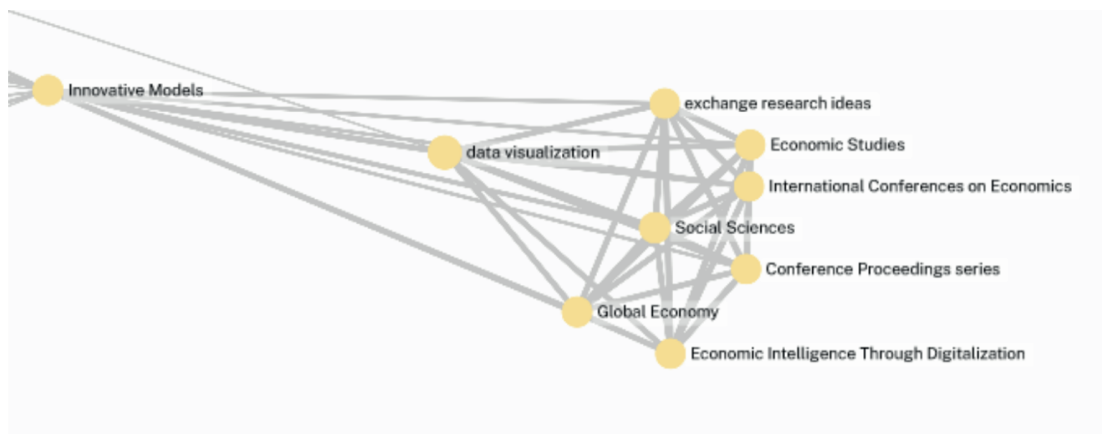 Innovative Models
exchange research ideas
Economic Studies
data visualization
International Conferences on Economics
Social Sciences
Conference Proceedings series
Global Economy
Economic Intelligence Through Digitalization